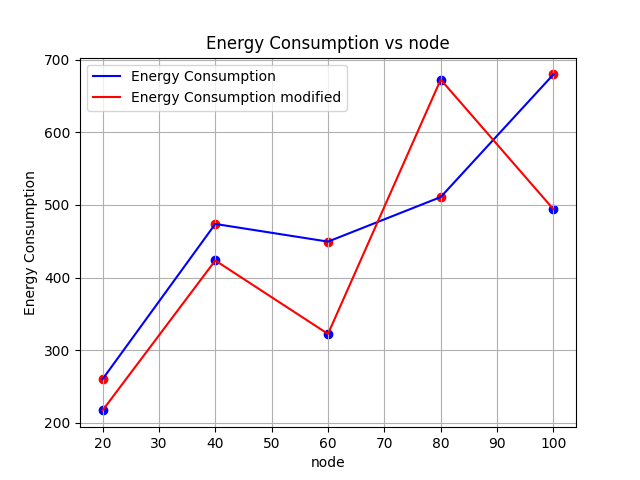 Energy Consumption vs node
Energy Consumption
Energy Consumption modified
Energy Consumption
700
600
500
400
300
200
20 30 40 50 60 70 80 90 100
node